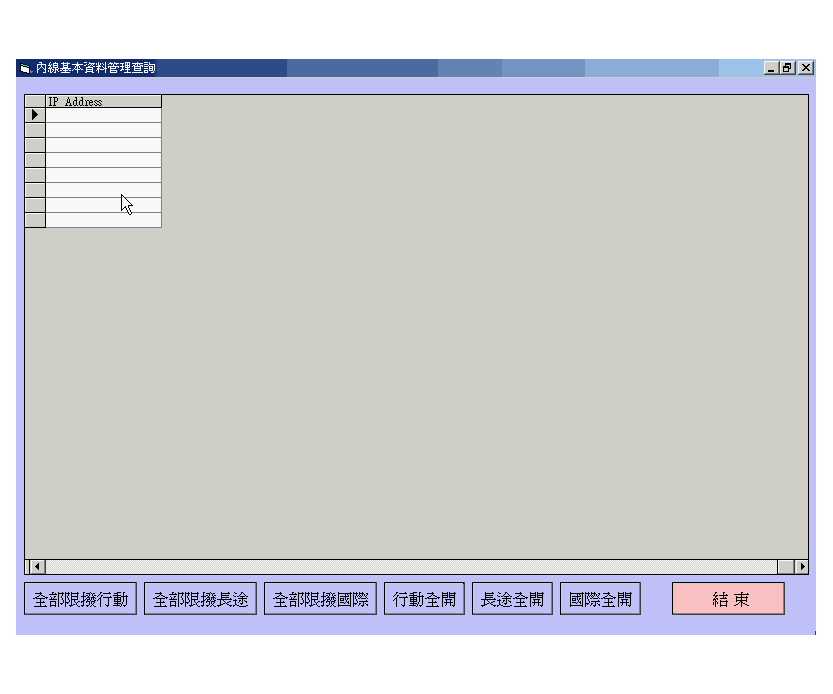 內線基本資料管理查詢
IP Address
全部限撥行動
全部限撥長途
全部限撥國際
行動全開
長途全開
國際全開
結束